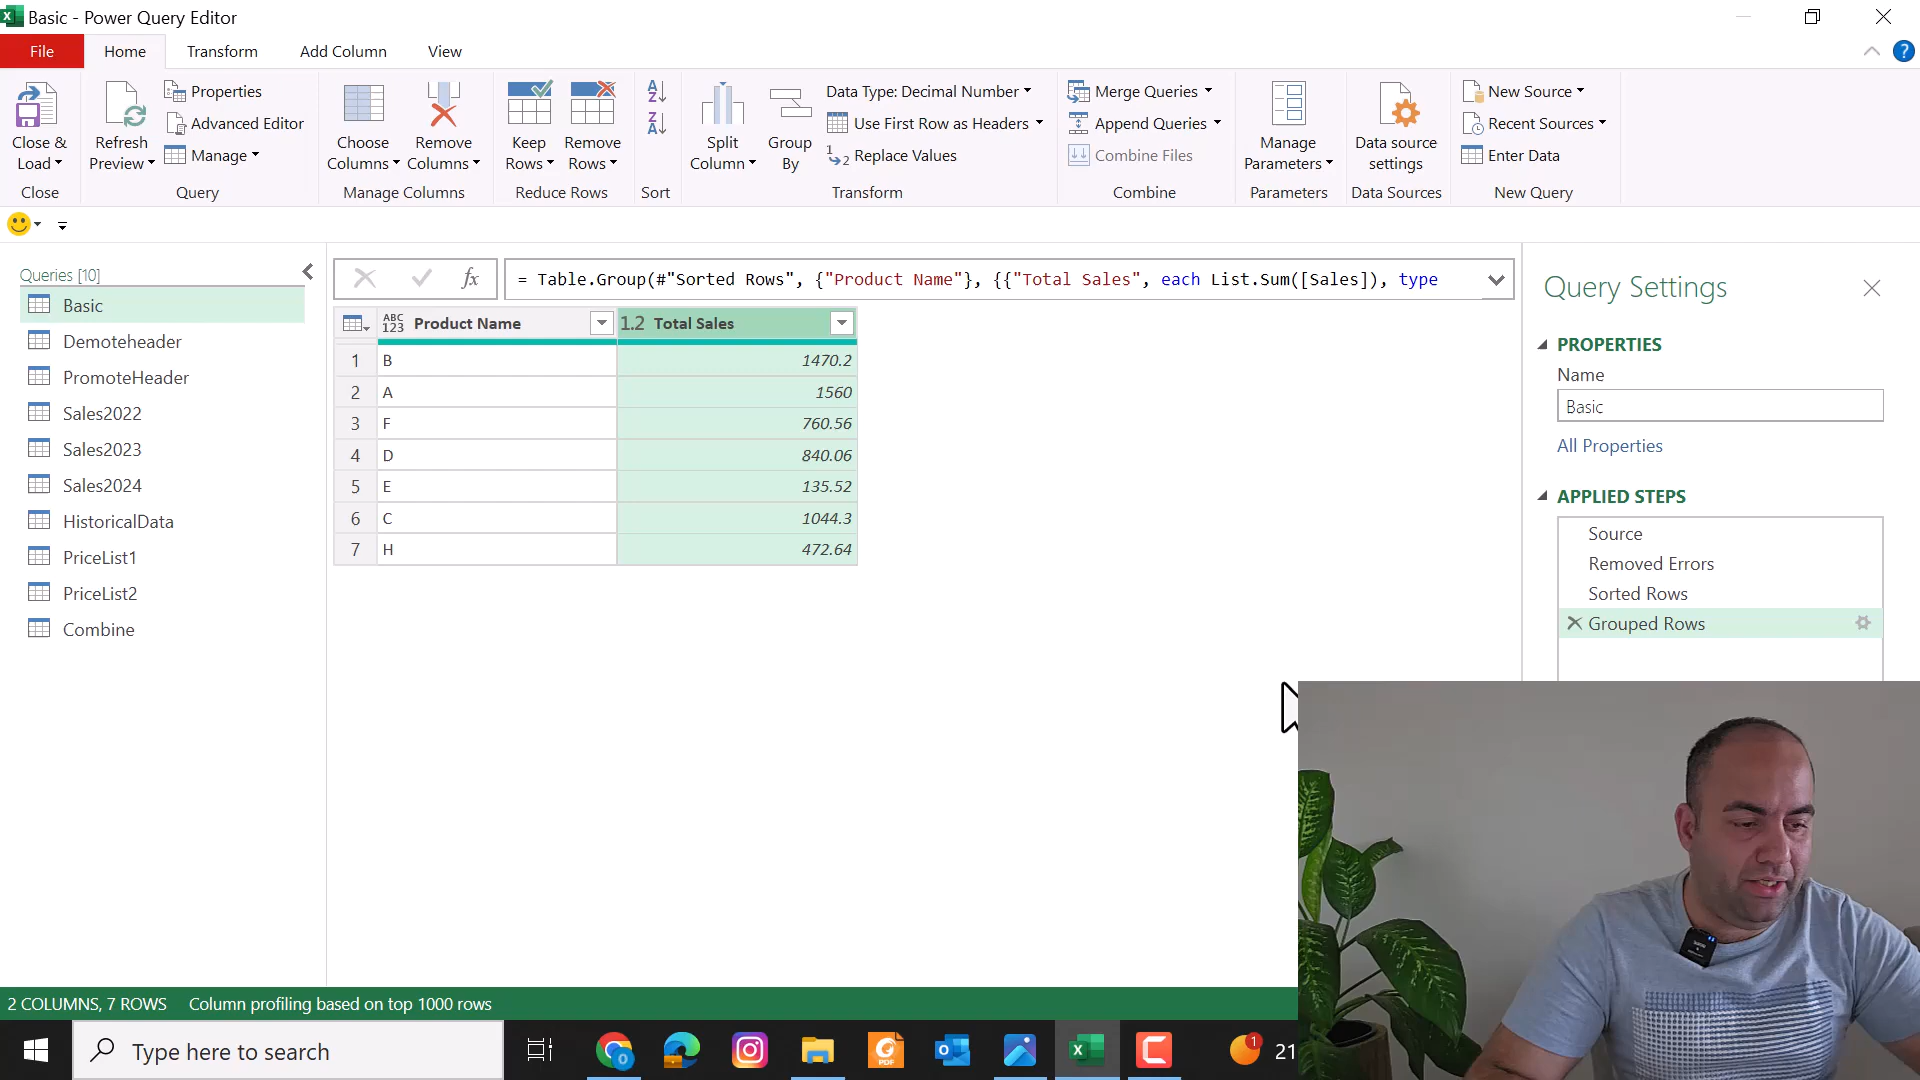 Basic - Power Query Editor
File Home Transform Add Column View
Close & Load
Refresh Preview
Properties
Advanced Editor
Manage
Choose Columns
Remove Columns
Keep Rows
Remove Rows
Split Column
Group By
Data Type: Decimal Number
Use First Row as Headers
Replace Values
Merge Queries
Append Queries
Combine Files
Manage Parameters
Data source settings
New Source
Recent Sources
Enter Data
Close Query Manage Columns Reduce Rows Sort Transform Combine Parameters Data Sources New Query
Queries [10]
Basic
Demoteheader
PromoteHeader
Sales2022
Sales2023
Sales2024
HistoricalData
PriceList1
PriceList2
Combine
fx = Table.Group(#"Sorted Rows", {"Product Name"}, {{"Total Sales", each List.Sum([Sales]), type
ABC 123 Product Name 1.2 Total Sales
1 B 1470.2
2 A 1560
3 F 760.56
4 D 840.06
5 E 135.52
6 C 1044.3
7 H 472.64
Query Settings
PROPERTIES
Name
Basic
All Properties
APPLIED STEPS
Source
Removed Errors
Sorted Rows
Grouped Rows
2 COLUMNS, 7 ROWS Column profiling based on top 1000 rows
Type here to search
PDF
1
21